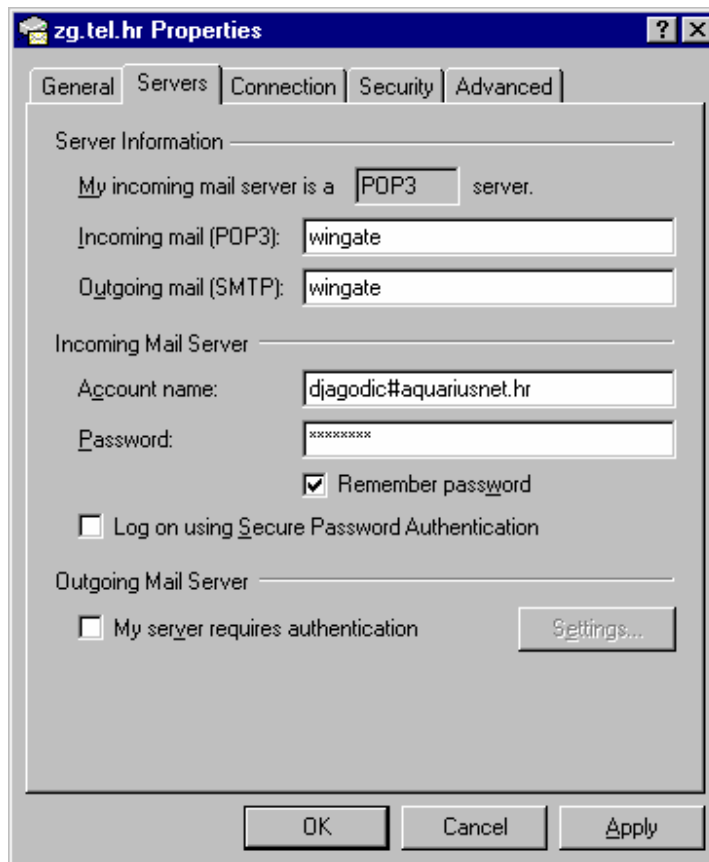 zg.tel.hr Properties
General Servers Connection Security Advanced
Server Information
My incoming mail server is a POP3 server.
Incoming mail (POP3): wingate
Outgoing mail (SMTP): wingate
Incoming Mail Server
Account name: djagodic#aquariusnet.hr
Password: ********
Remember password
Log on using Secure Password Authentication
Outgoing Mail Server
My server requires authentication Settings...
OK Cancel Apply